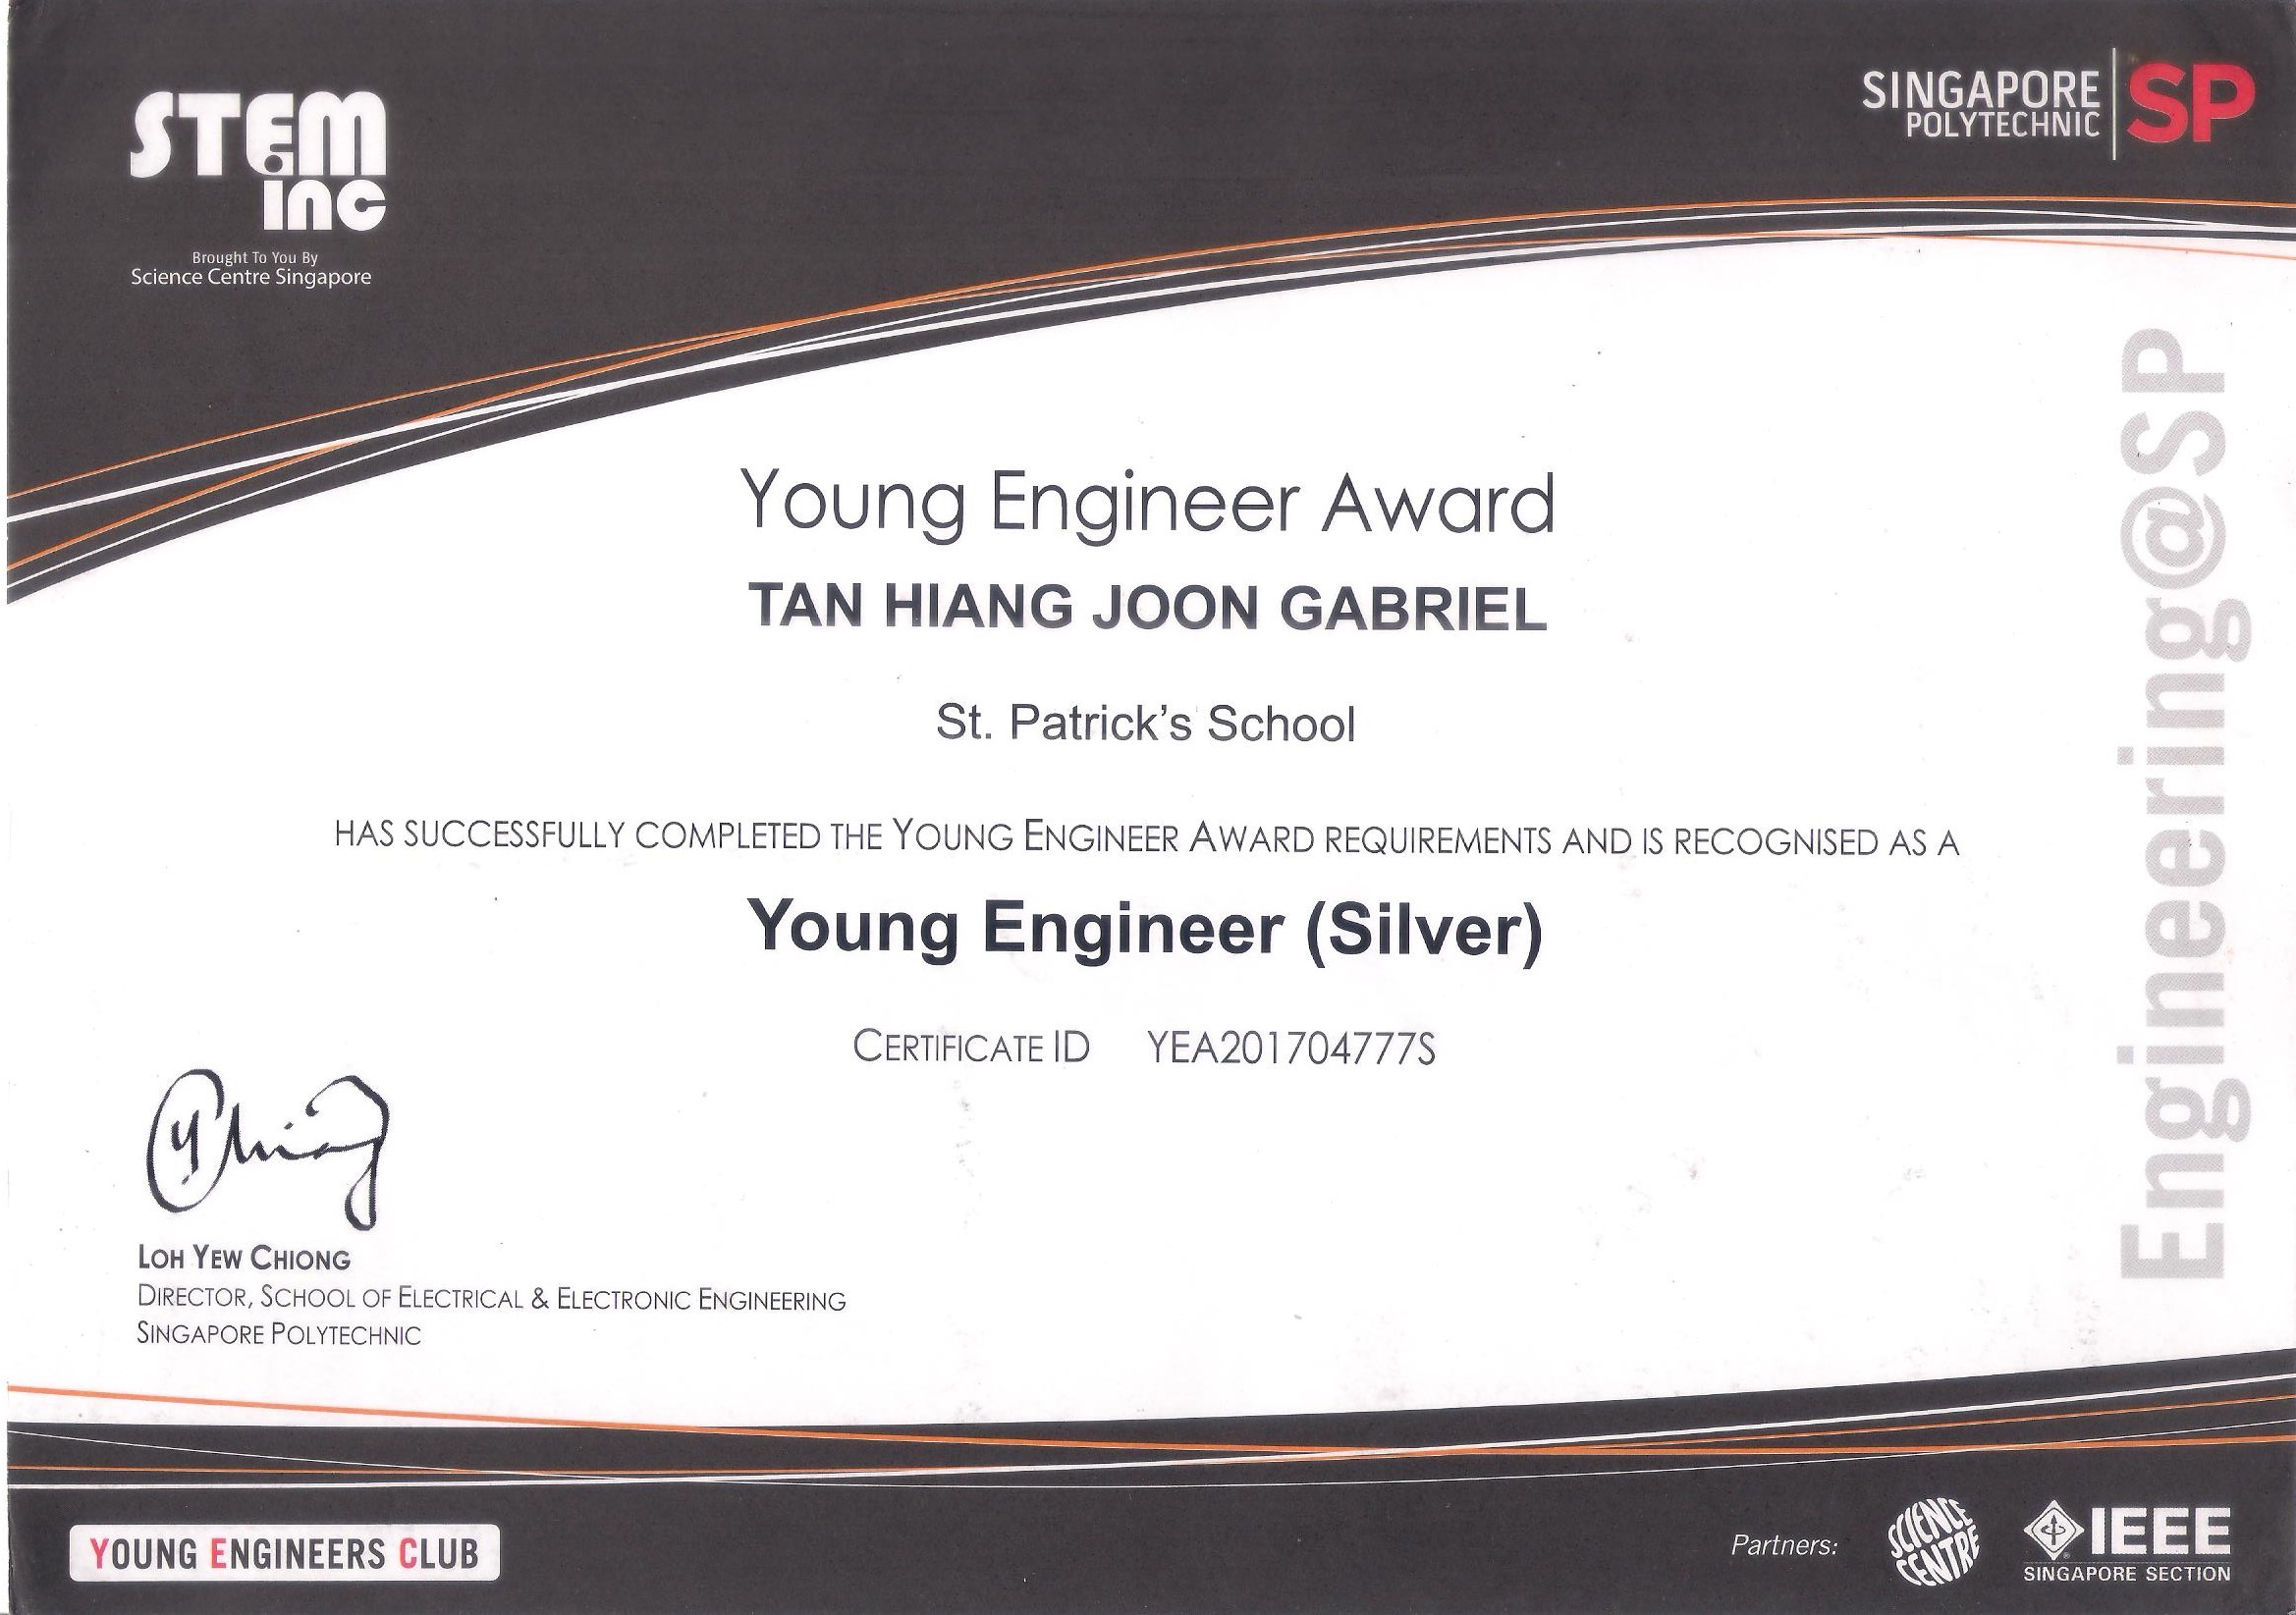 STEM
inc
Brought To You By
Science Centre Singapore
SINGAPORE
POLYTECHNIC
SP
Young Engineer Award
TAN HIANG JOON GABRIEL
St. Patrick's School
HAS SUCCESSFULLY COMPLETED THE YOUNG ENGINEER AWARD REQUIREMENTS AND IS RECOGNISED AS A
Young Engineer (Silver)
CERTIFICATE ID YEA201704777S
Engineering@SP
LOH YEW CHIONG
DIRECTOR, SCHOOL OF ELECTRICAL & ELECTRONIC ENGINEERING
SINGAPORE POLYTECHNIC
YOUNG ENGINEERS CLUB
Partners:
SCIENCE
CENTRE
IEEE
SINGAPORE SECTION